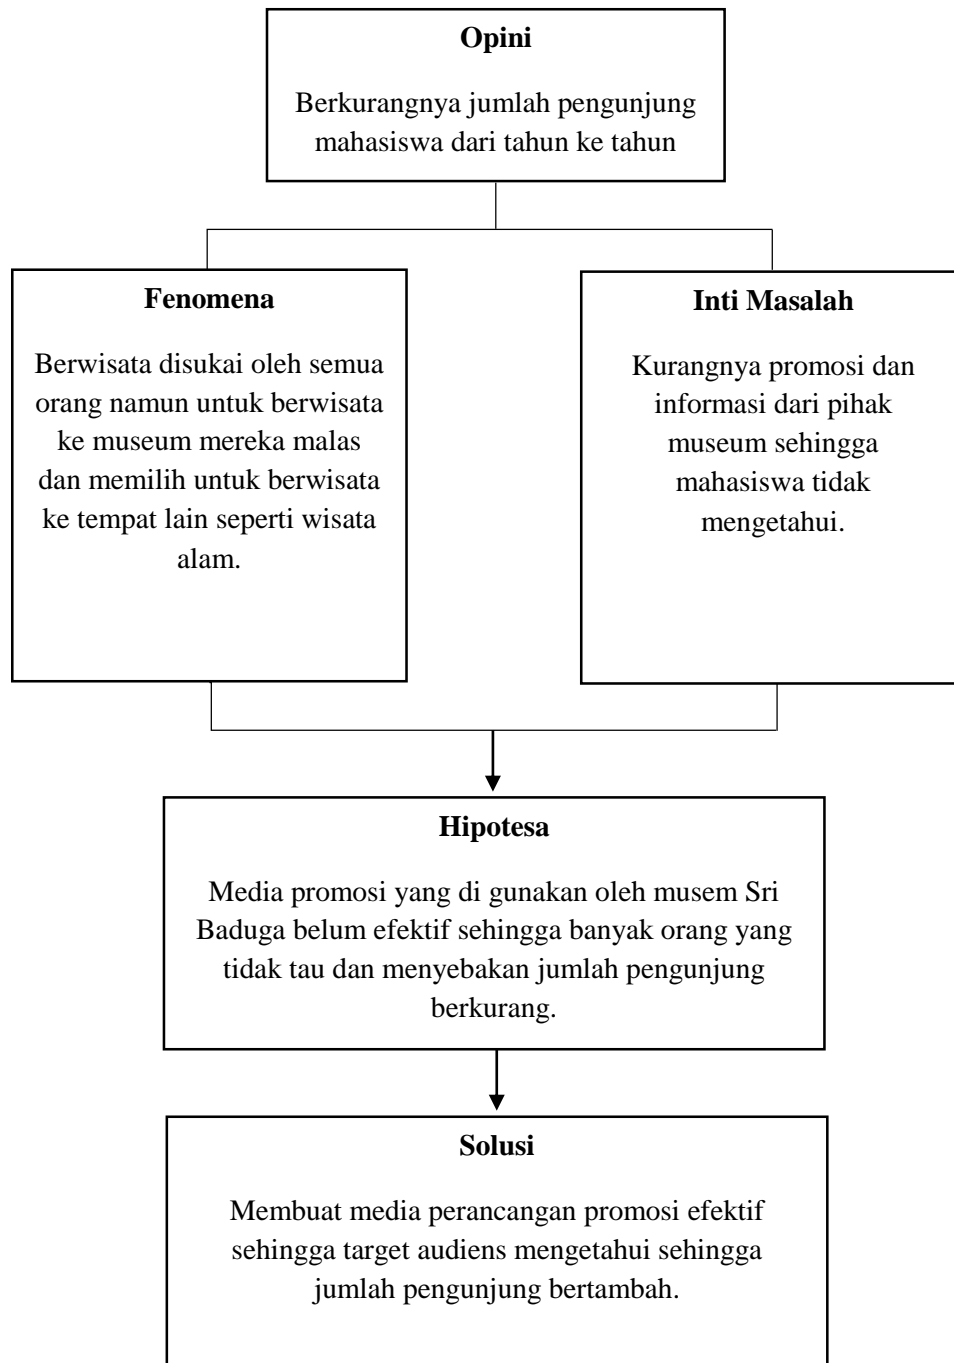 Opini
Berkurangnya jumlah pengunjung
mahasiswa dari tahun ke tahun
Fenomena
Berwisata disukai oleh semua
orang namun untuk berwisata
ke museum mereka malas
dan memilih untuk berwisata
ke tempat lain seperti wisata
alam.
Inti Masalah
Kurangnya promosi dan
informasi dari pihak
museum sehingga
mahasiswa tidak
mengetahui.
Hipotesa
Media promosi yang di gunakan oleh musem Sri
Baduga belum efektif sehingga banyak orang yang
tidak tau dan menyebakan jumlah pengunjung
berkurang.
Solusi
Membuat media perancangan promosi efektif
sehingga target audiens mengetahui sehingga
jumlah pengunjung bertambah.